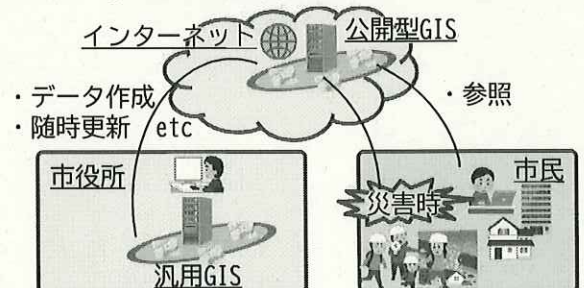 インターネット
公開型GIS
・データ作成
・随時更新 etc
・参照
市役所
汎用GIS
市民
災害時